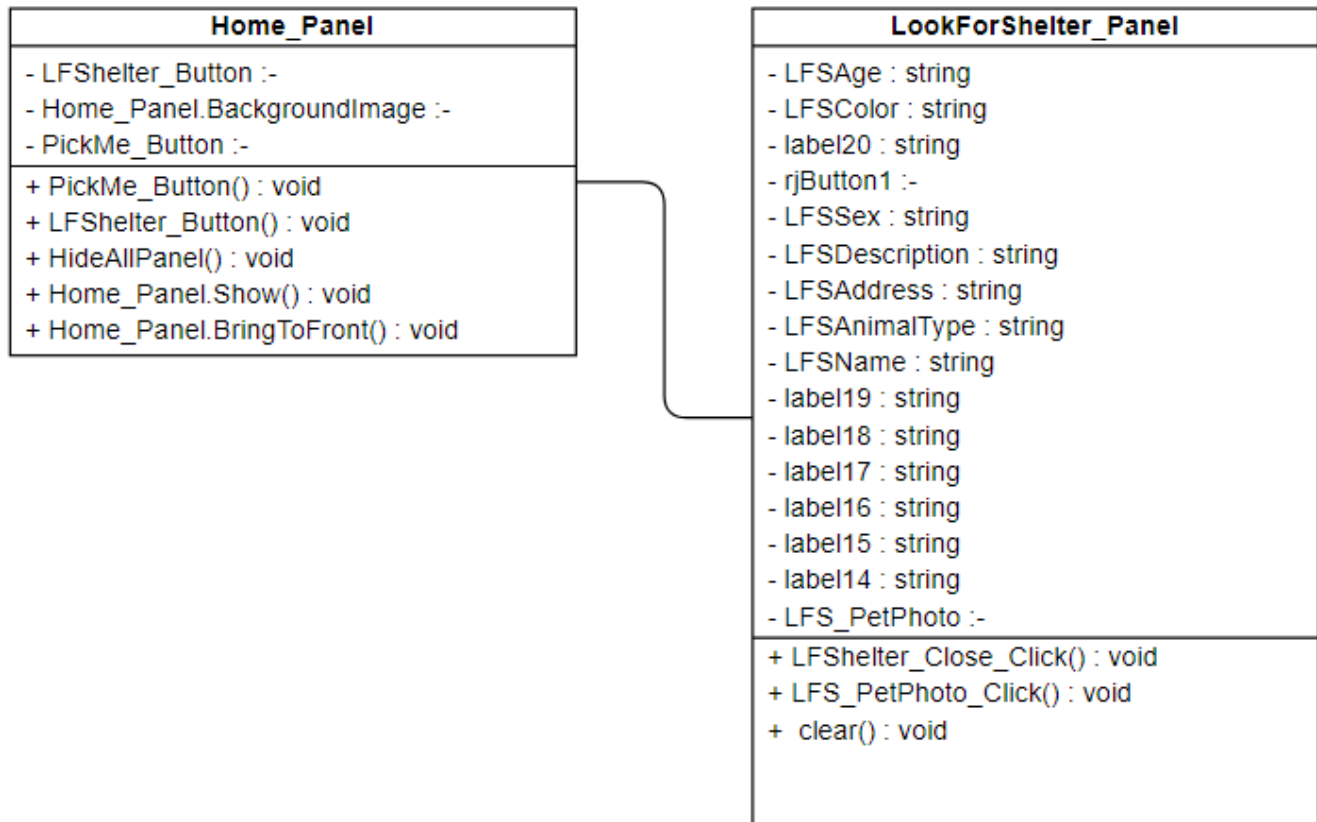 Home_Panel
- LFShelter_Button :-
- Home_Panel.BackgroundImage :-
- PickMe_Button :-
+ PickMe_Button() : void
+ LFShelter_Button() : void
+ HideAllPanel() : void
+ Home_Panel.Show() : void
+ Home_Panel.BringToFront() : void
LookForShelter_Panel
- LFSAge : string
- LFSColor : string
- label20 : string
- rjButton1 :-
- LFSSex : string
- LFSDescription : string
- LFSAddress : string
- LFSAnimalType : string
- LFSName : string
- label19 : string
- label18 : string
- label17 : string
- label16 : string
- label15 : string
- label14 : string
- LFS_PetPhoto :-
+ LFShelter_Close_Click() : void
+ LFS_PetPhoto_Click() : void
+ clear() : void